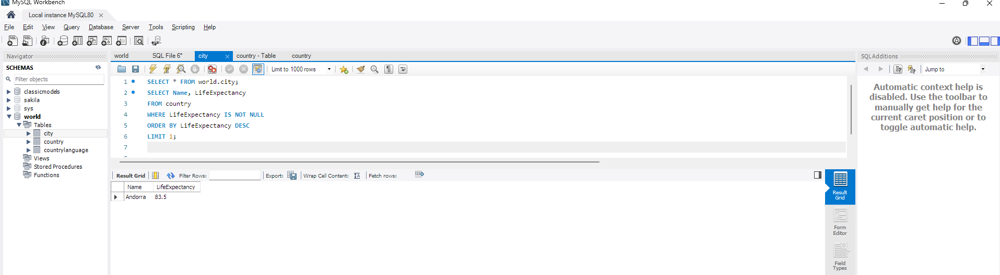 MySQL Workbench
Local instance MySQL80
File Edit View Query Database Server Tools Scripting Help
Navigator
SCHEMAS
Filter objects
classicmodels
sakila
sys
world
Tables
city
country
countrylanguage
Views
Stored Procedures
Functions
world SQL File 6* city country - Table country
Limit to 1000 rows
1 SELECT * FROM world.city;
2 SELECT Name, LifeExpectancy
3 FROM country
4 WHERE LifeExpectancy IS NOT NULL
5 ORDER BY LifeExpectancy DESC
6 LIMIT 1;
7
Result Grid Filter Rows: Export: Wrap Cell Content: Fetch rows:
Name LifeExpectancy
Andorra 83.5
Result
Grid
Form
Editor
Field
Types
SQLAdditions
Jump to
Automatic context help is
disabled. Use the toolbar to
manually get help for the
current caret position or to
toggle automatic help.